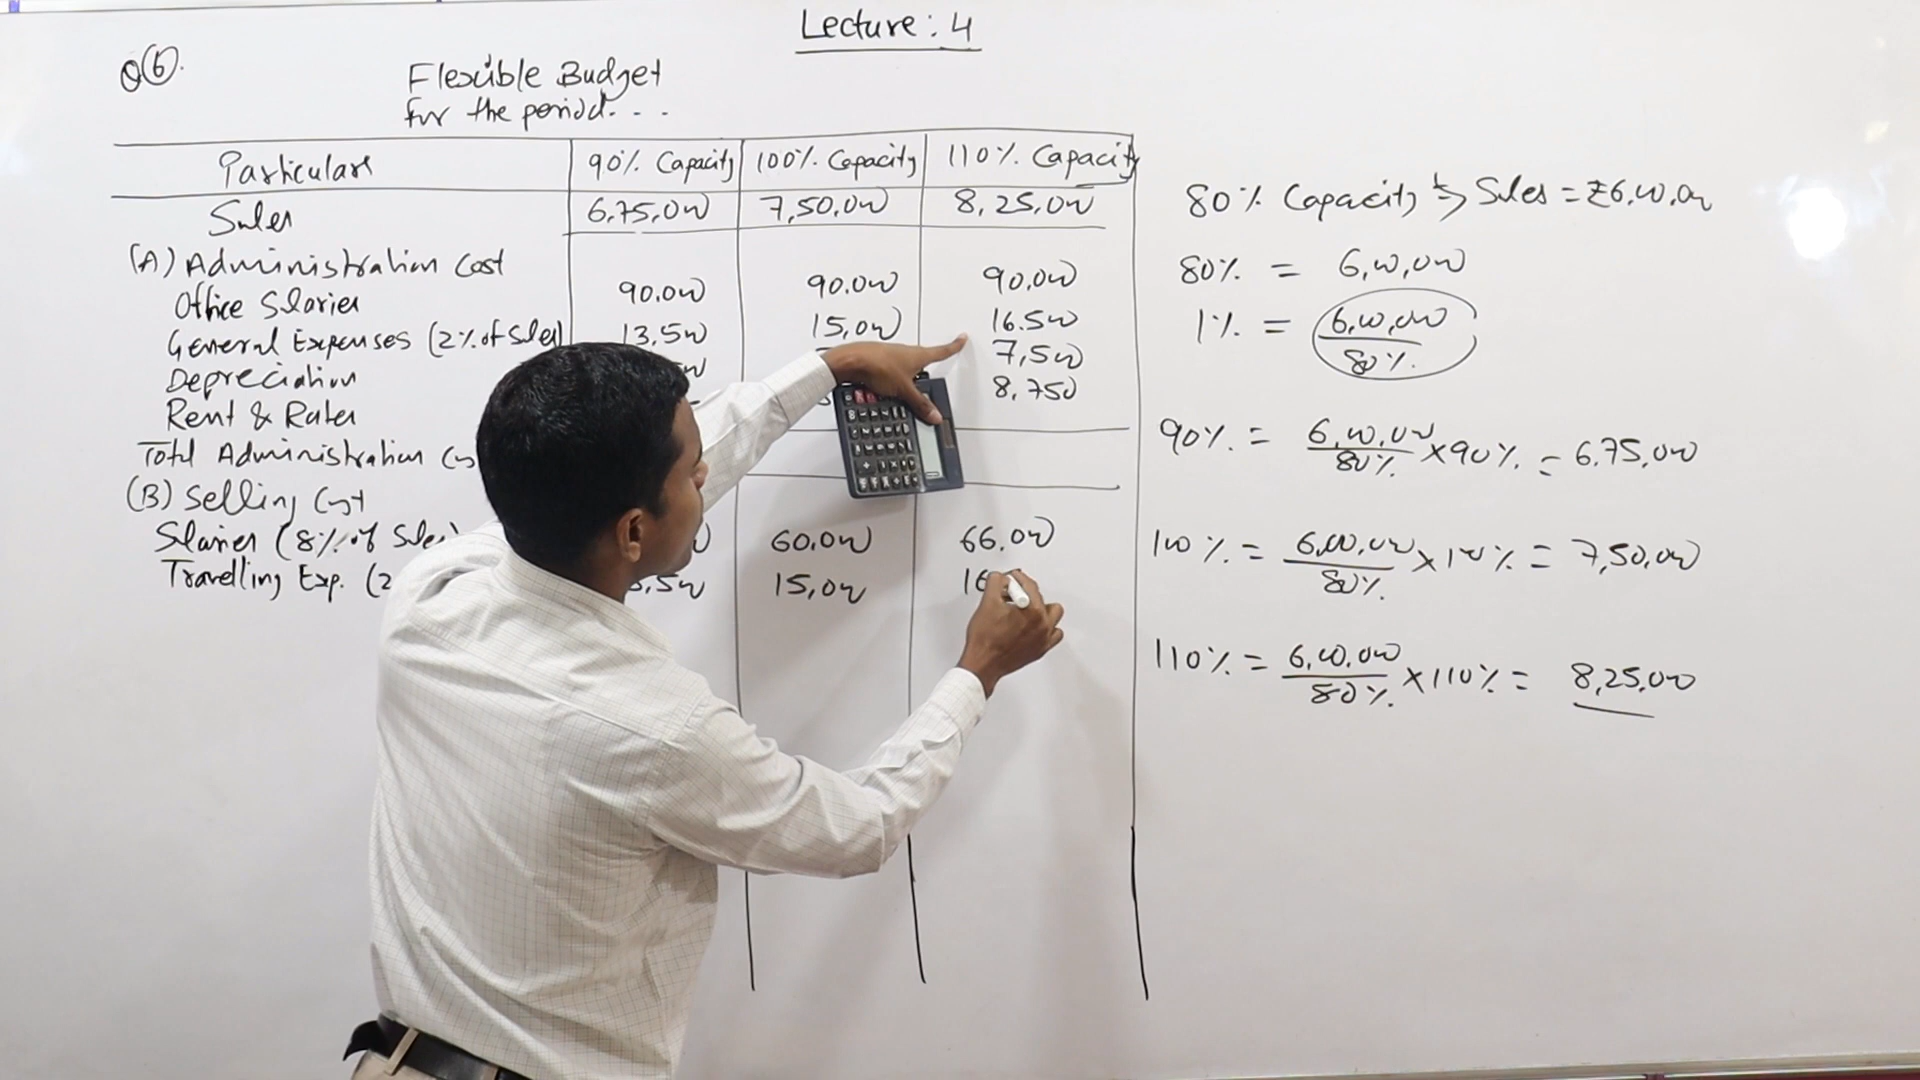 Lecture : 4
Q(6).
Flexible Budget
for the period. . .
Particulars 90% Capacity 100% Capacity 110% Capacity
Sales 6,75,000 7,50,000 8,25,000
(A) Administration Cost
Office Salaries 90,000 90,000 90,000
General Expenses (2% of Sales) 13,500 15,000 16,500
Depreciation 7,500
Rent & Rates 8,750
Total Administration
(B) Selling Cost
Salaries (8% of Sales) 60,000 66,000
Travelling Exp. (2 15,000 16
80% Capacity ⇒ Sales = ₹6,00,000
80% = 6,00,000
1% = 6,00,000
80%
90% = 6,00,000 × 90% = 6,75,000
80%
100% = 6,00,000 × 100% = 7,50,000
80%
110% = 6,00,000 × 110% = 8,25,000
80%